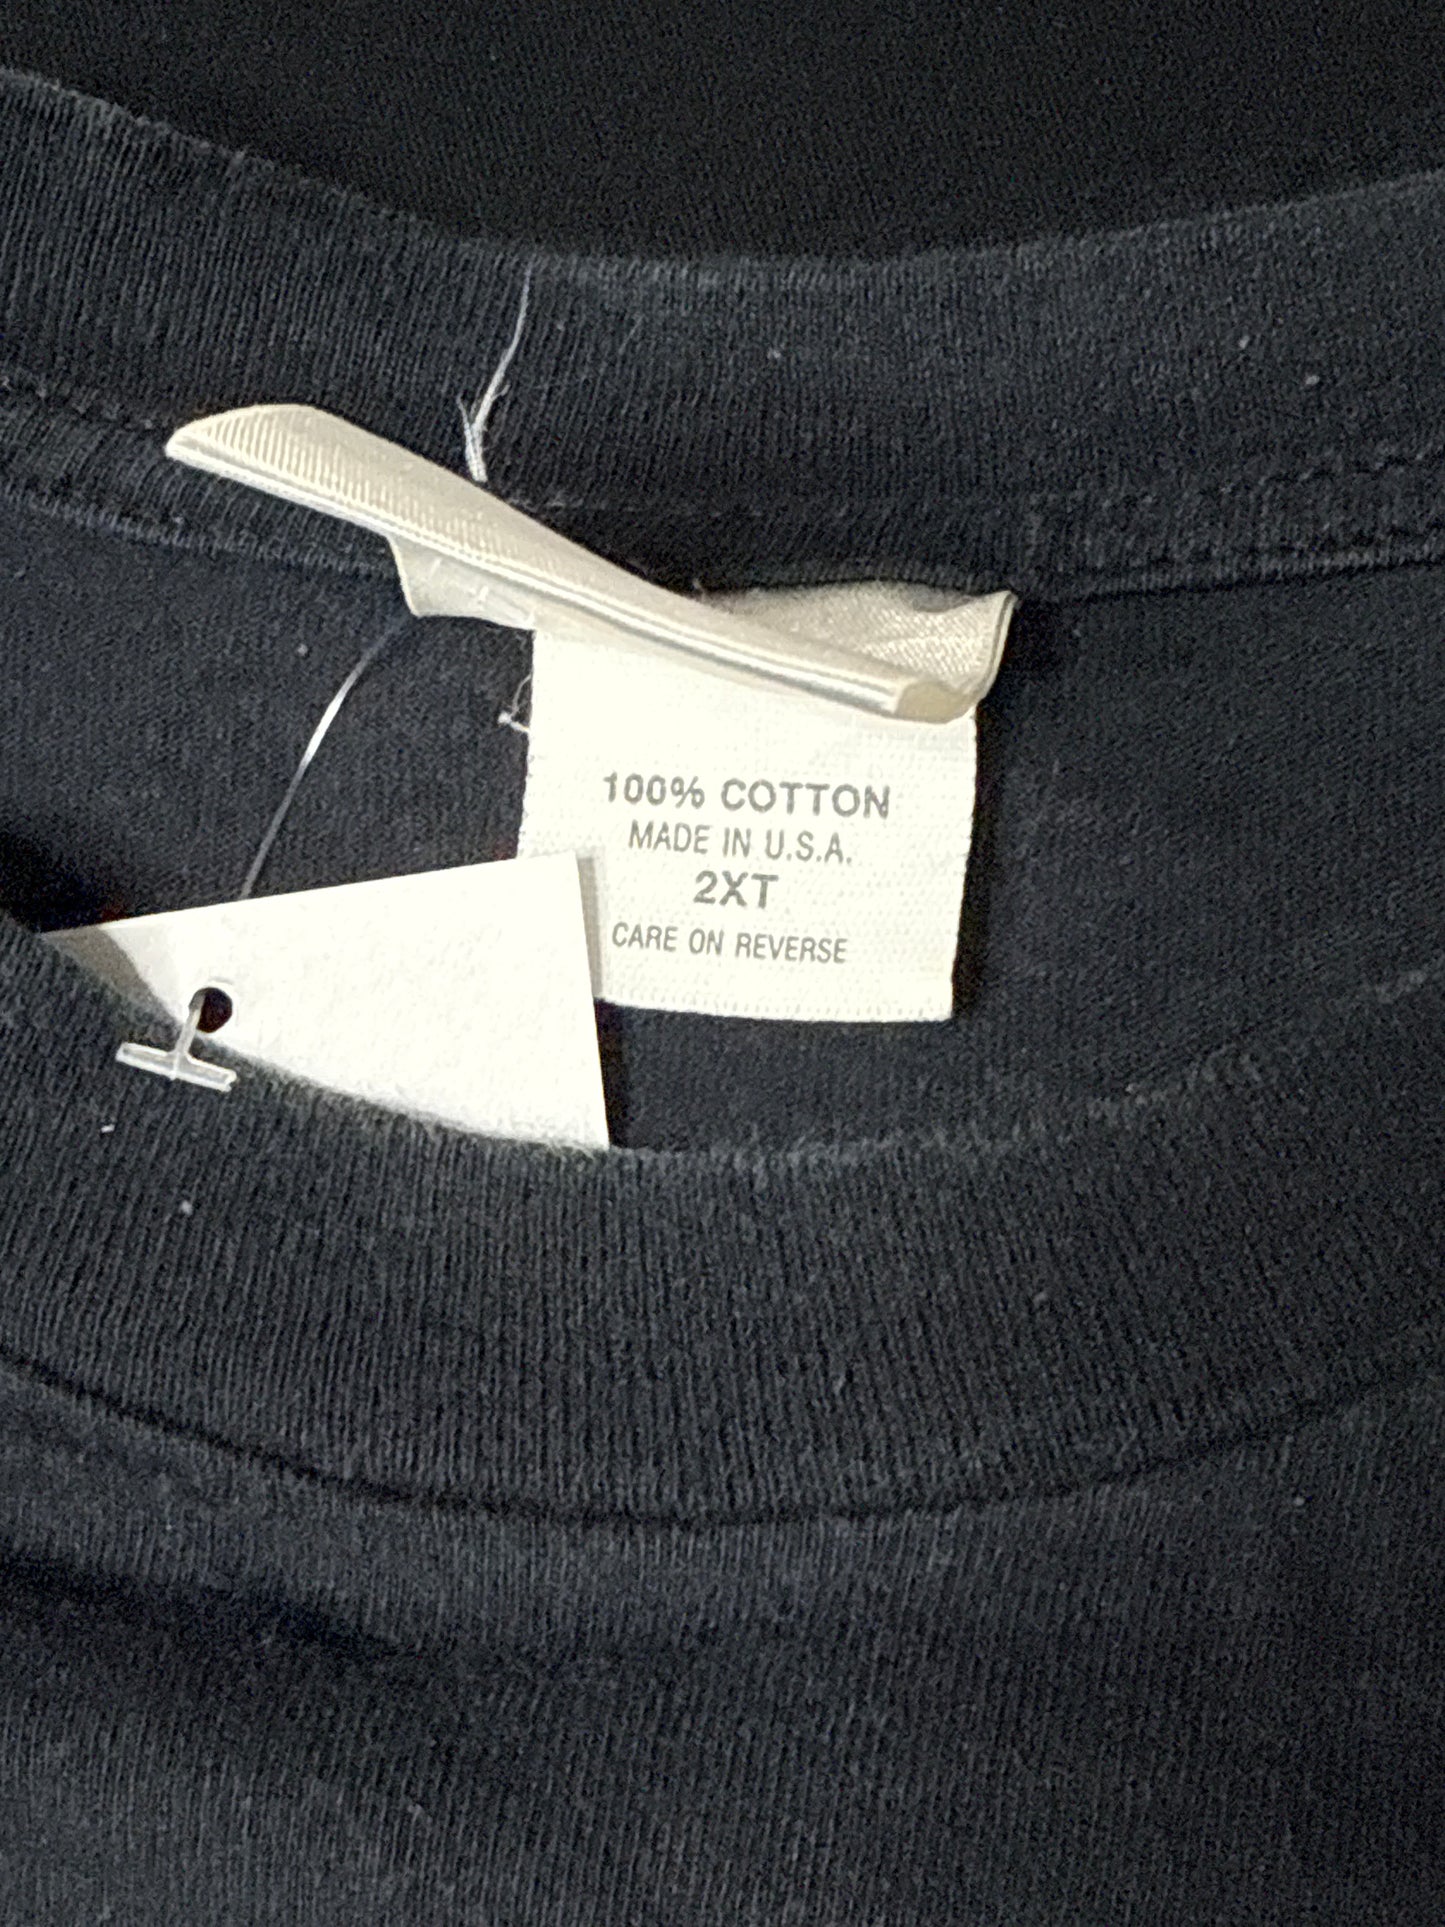 100% COTTON
MADE IN U.S.A.
2XT
CARE ON REVERSE